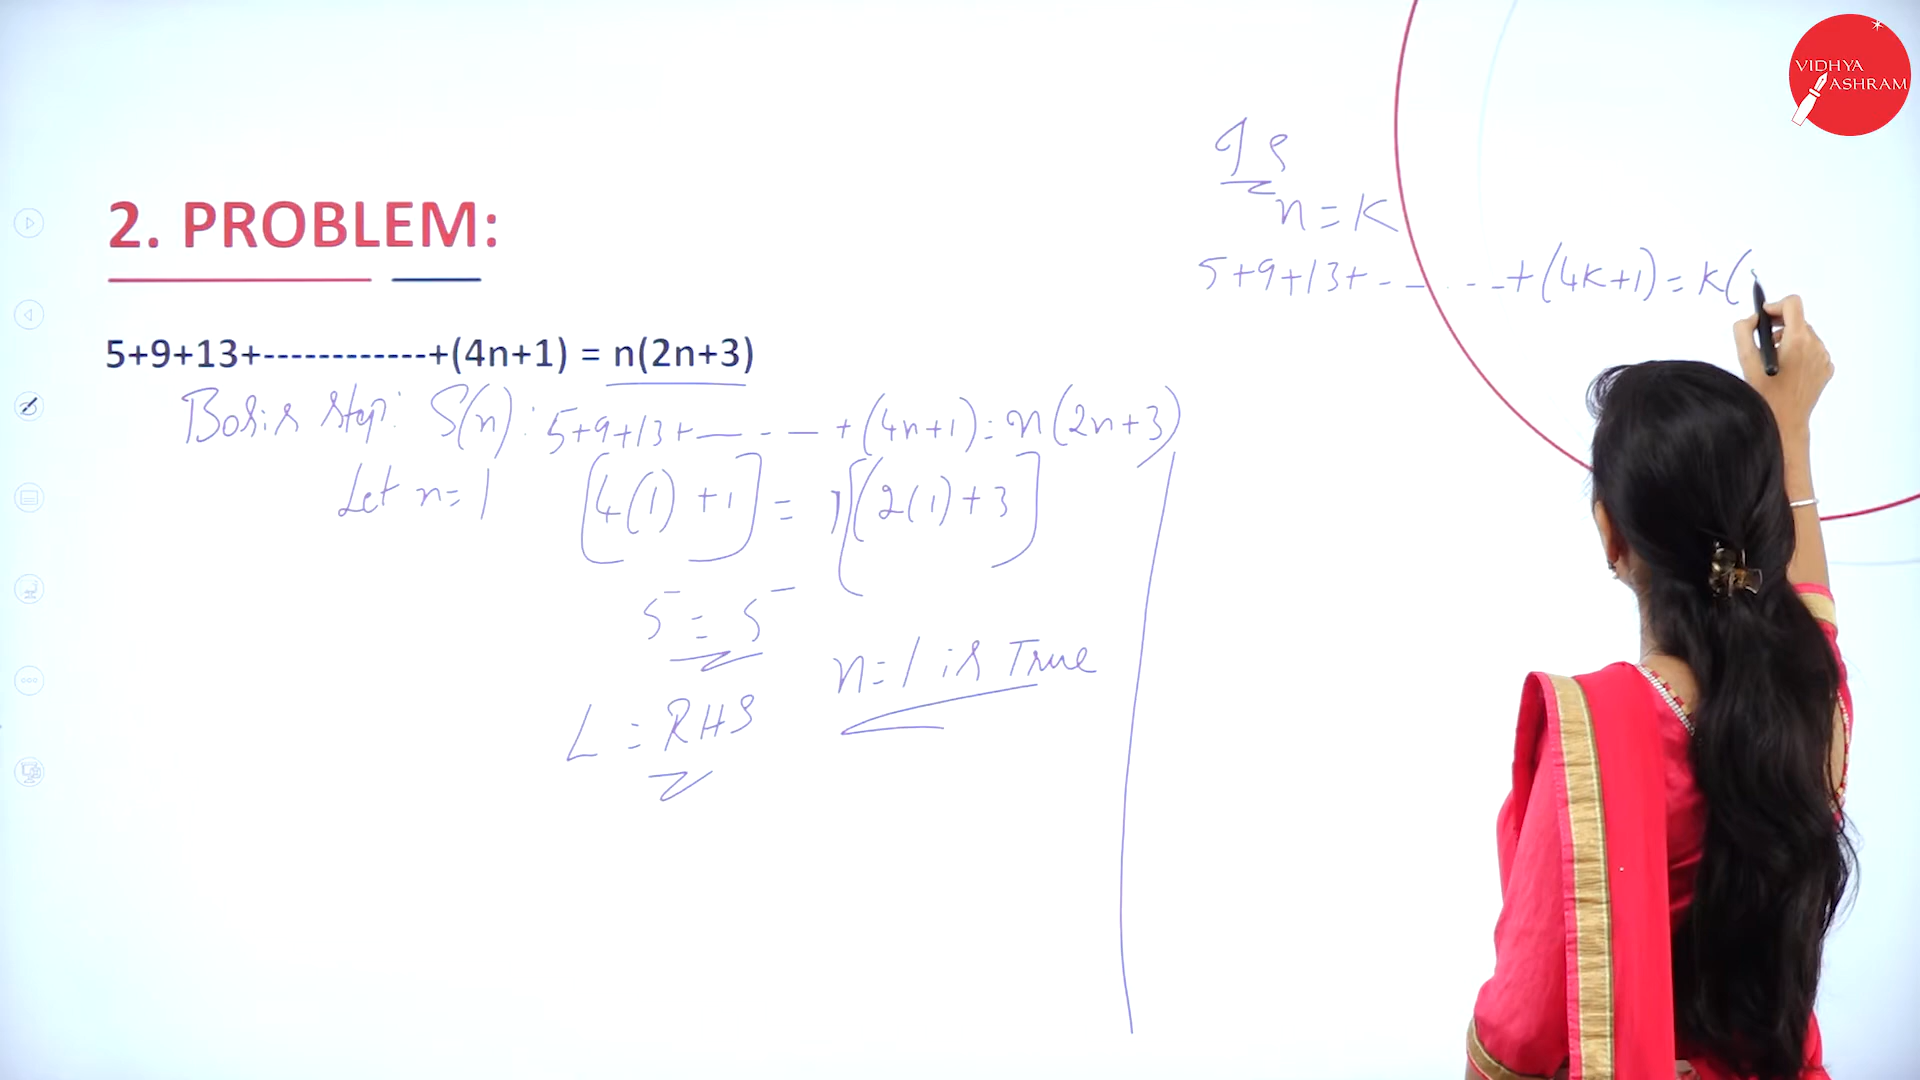 VIDHYA
ASHRAM
2. PROBLEM:
5+9+13+------------+(4n+1) = n(2n+3)
Basis step: S(n): 5+9+13+— - — +(4n+1) = n(2n+3)
Let n=1 [4(1)+1] = 1[(2(1)+3]
5 = 5
n=1 is True
L = RHS
IS
n=K
5+9+13+- — - - -+(4K+1) = K(